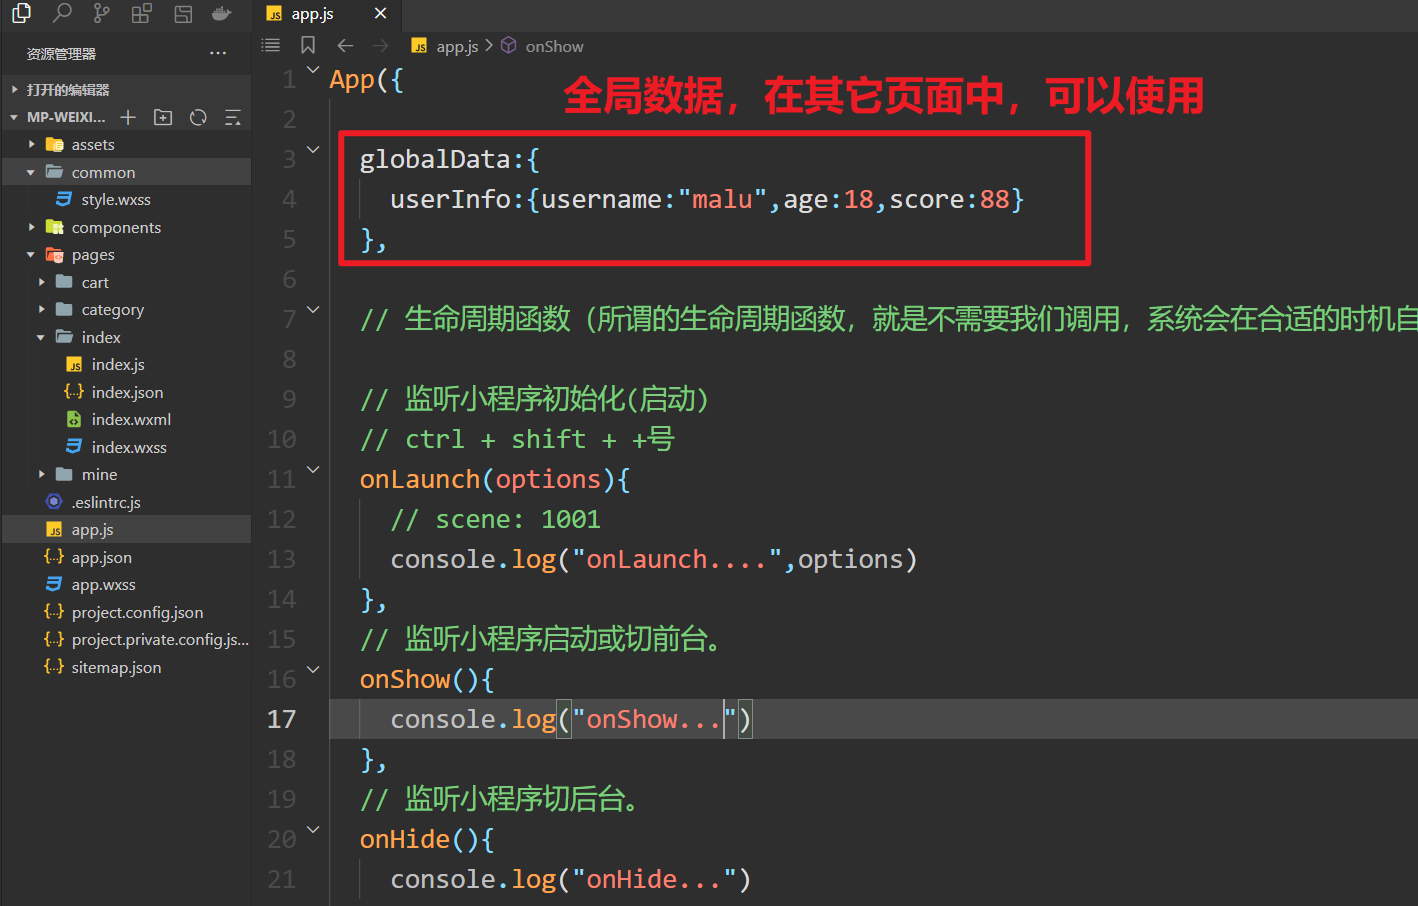 app.js
资源管理器
打开的编辑器
MP-WEIXI...
assets
common
style.wxss
components
pages
cart
category
index
index.js
index.json
index.wxml
index.wxss
mine
.eslintrc.js
app.js
app.json
app.wxss
project.config.json
project.private.config.js...
sitemap.json
app.js > onShow
全局数据，在其它页面中，可以使用
1 App({
2
3 globalData:{
4 userInfo:{username:"malu",age:18,score:88}
5 },
6
7 // 生命周期函数（所谓的生命周期函数，就是不需要我们调用，系统会在合适的时机自
8
9 // 监听小程序初始化(启动)
10 // ctrl + shift + +号
11 onLaunch(options){
12 // scene: 1001
13 console.log("onLaunch....",options)
14 },
15 // 监听小程序启动或切前台。
16 onShow(){
17 console.log("onShow...")
18 },
19 // 监听小程序切后台。
20 onHide(){
21 console.log("onHide...")